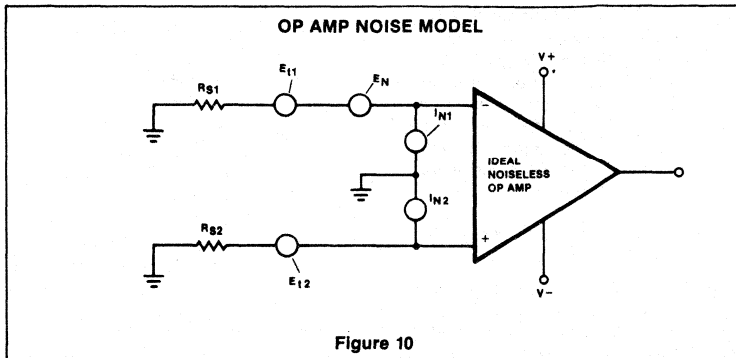 OP AMP NOISE MODEL
Et1
EN
V+
RS1
IN1
−
IDEAL
NOISELESS
OP AMP
IN2
RS2
+
Et2
V−
Figure 10